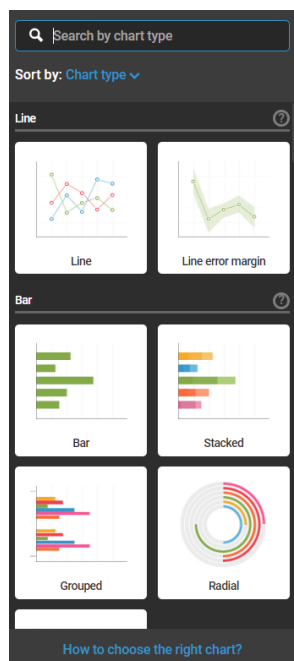 Search by chart type
Sort by: Chart type
Line
?
Line
Line error margin
Bar
?
Bar
Stacked
Grouped
Radial
How to choose the right chart?